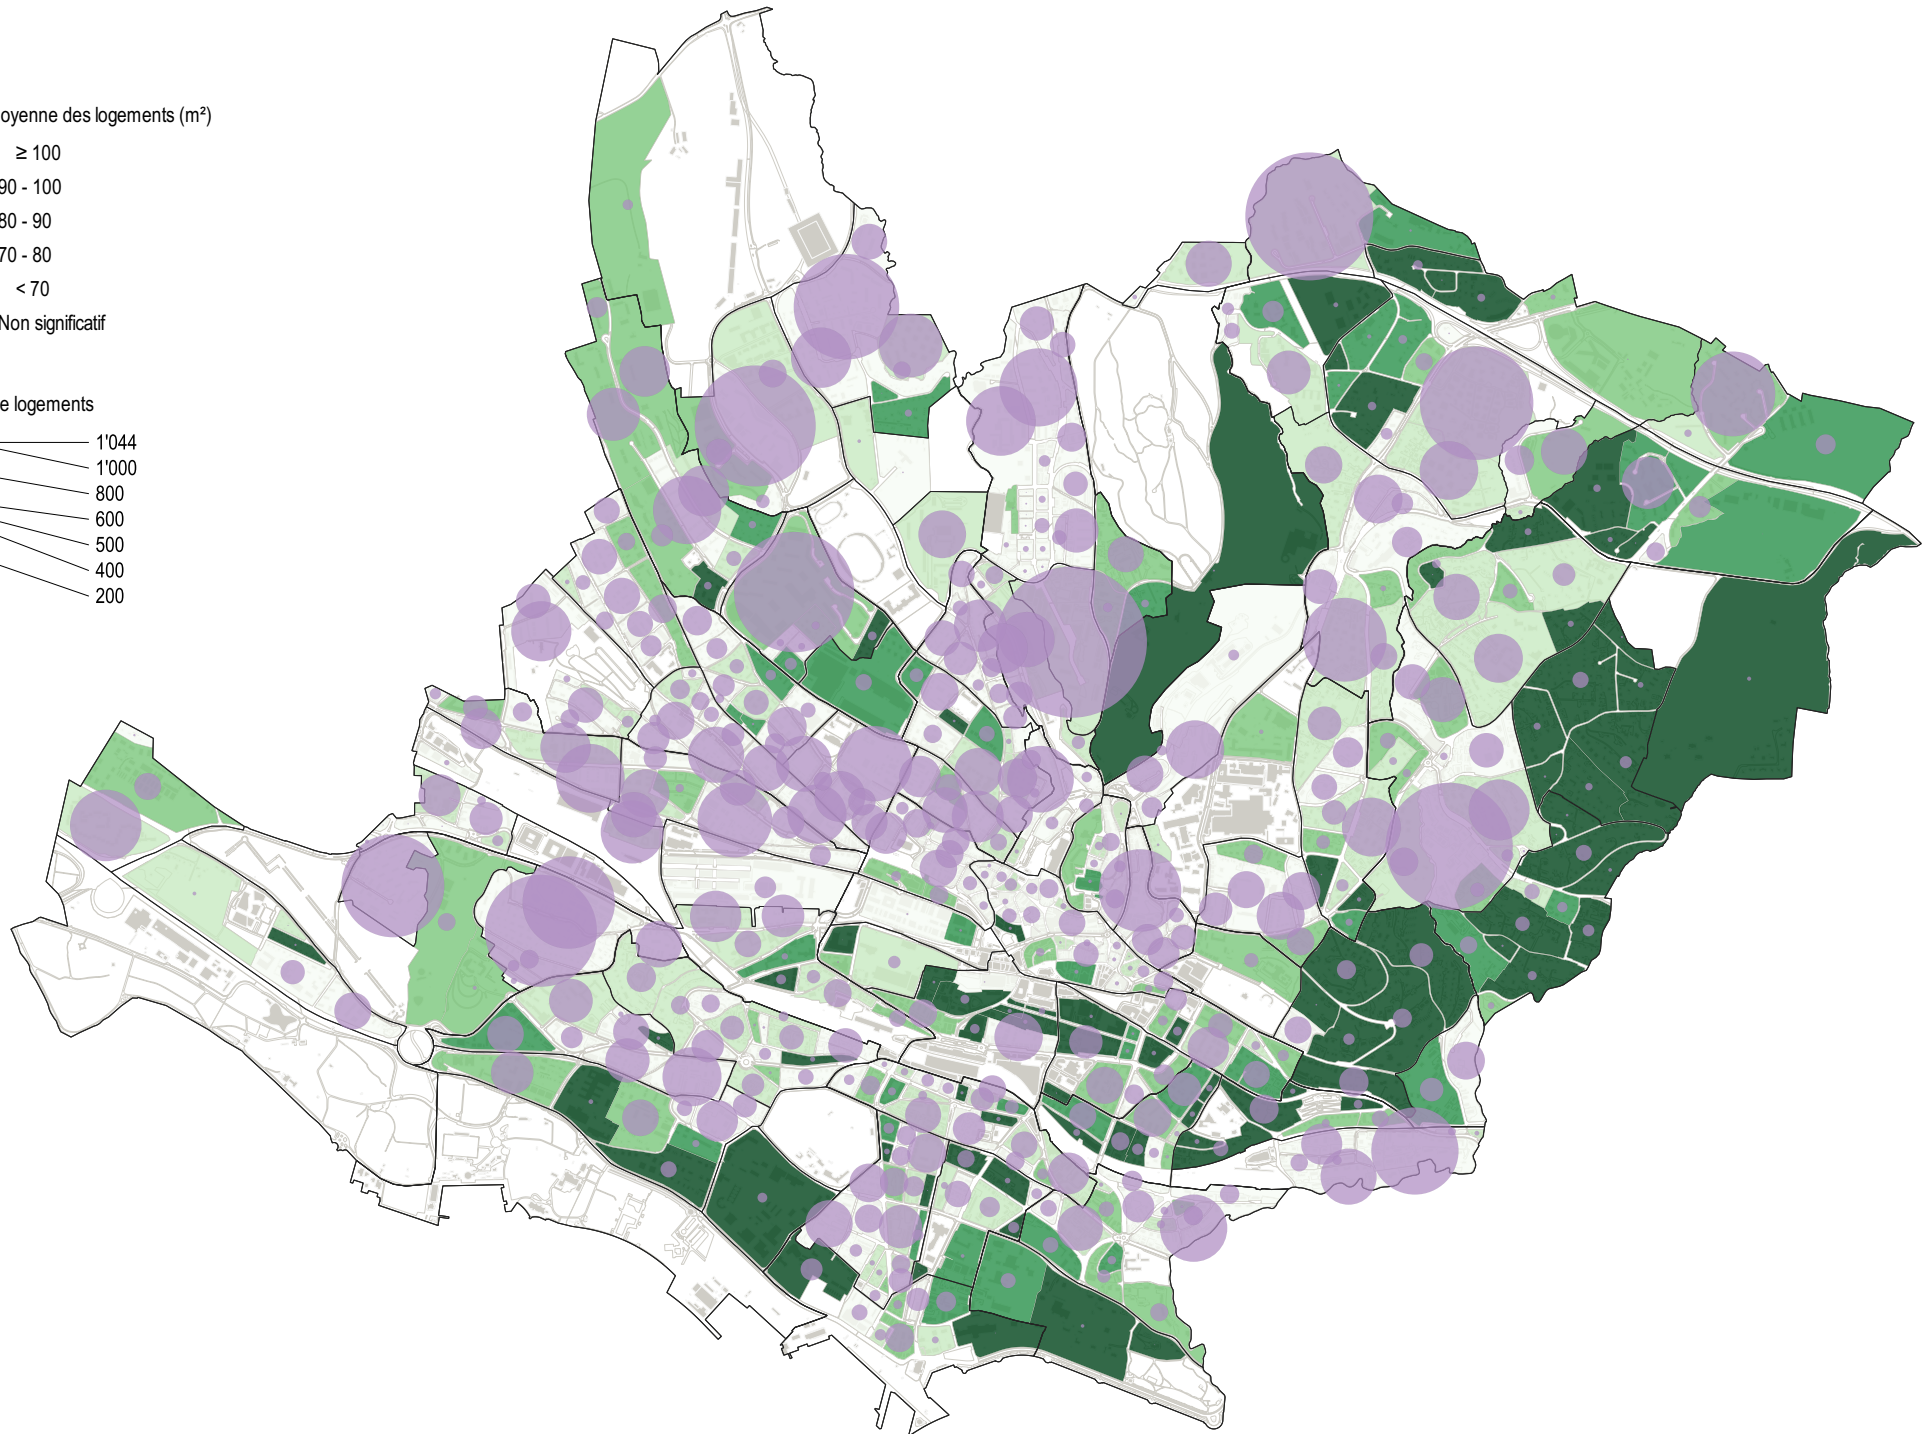 oyenne des logements (m²)
≥ 100
90 - 100
80 - 90
70 - 80
< 70
Non significatif
e logements
1'044
1'000
800
600
500
400
200